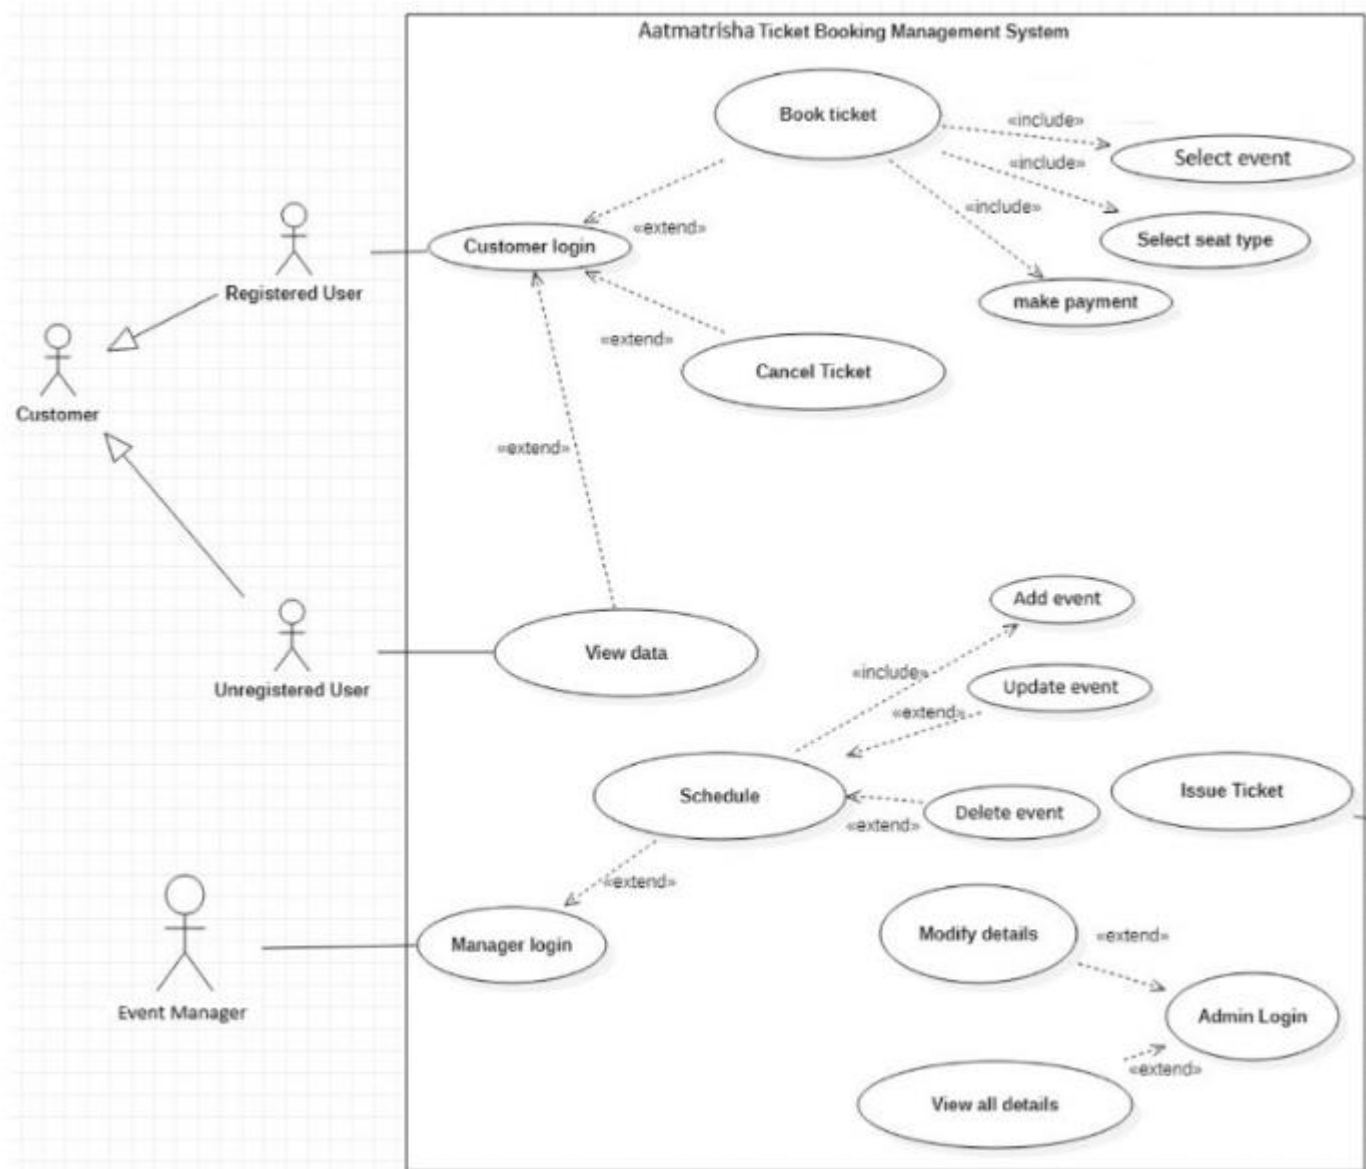 Aatmatrisha Ticket Booking Management System
Book ticket
«include»
Select event
«include»
Select seat type
«include»
make payment
«extend»
Customer login
Registered User
«extend»
Cancel Ticket
Customer
«extend»
Add event
View data
Unregistered User
«include»
Update event
«extend»
Schedule
Issue Ticket
Delete event
«extend»
«extend»
Manager login
Event Manager
Modify details
«extend»
Admin Login
«extend»
View all details